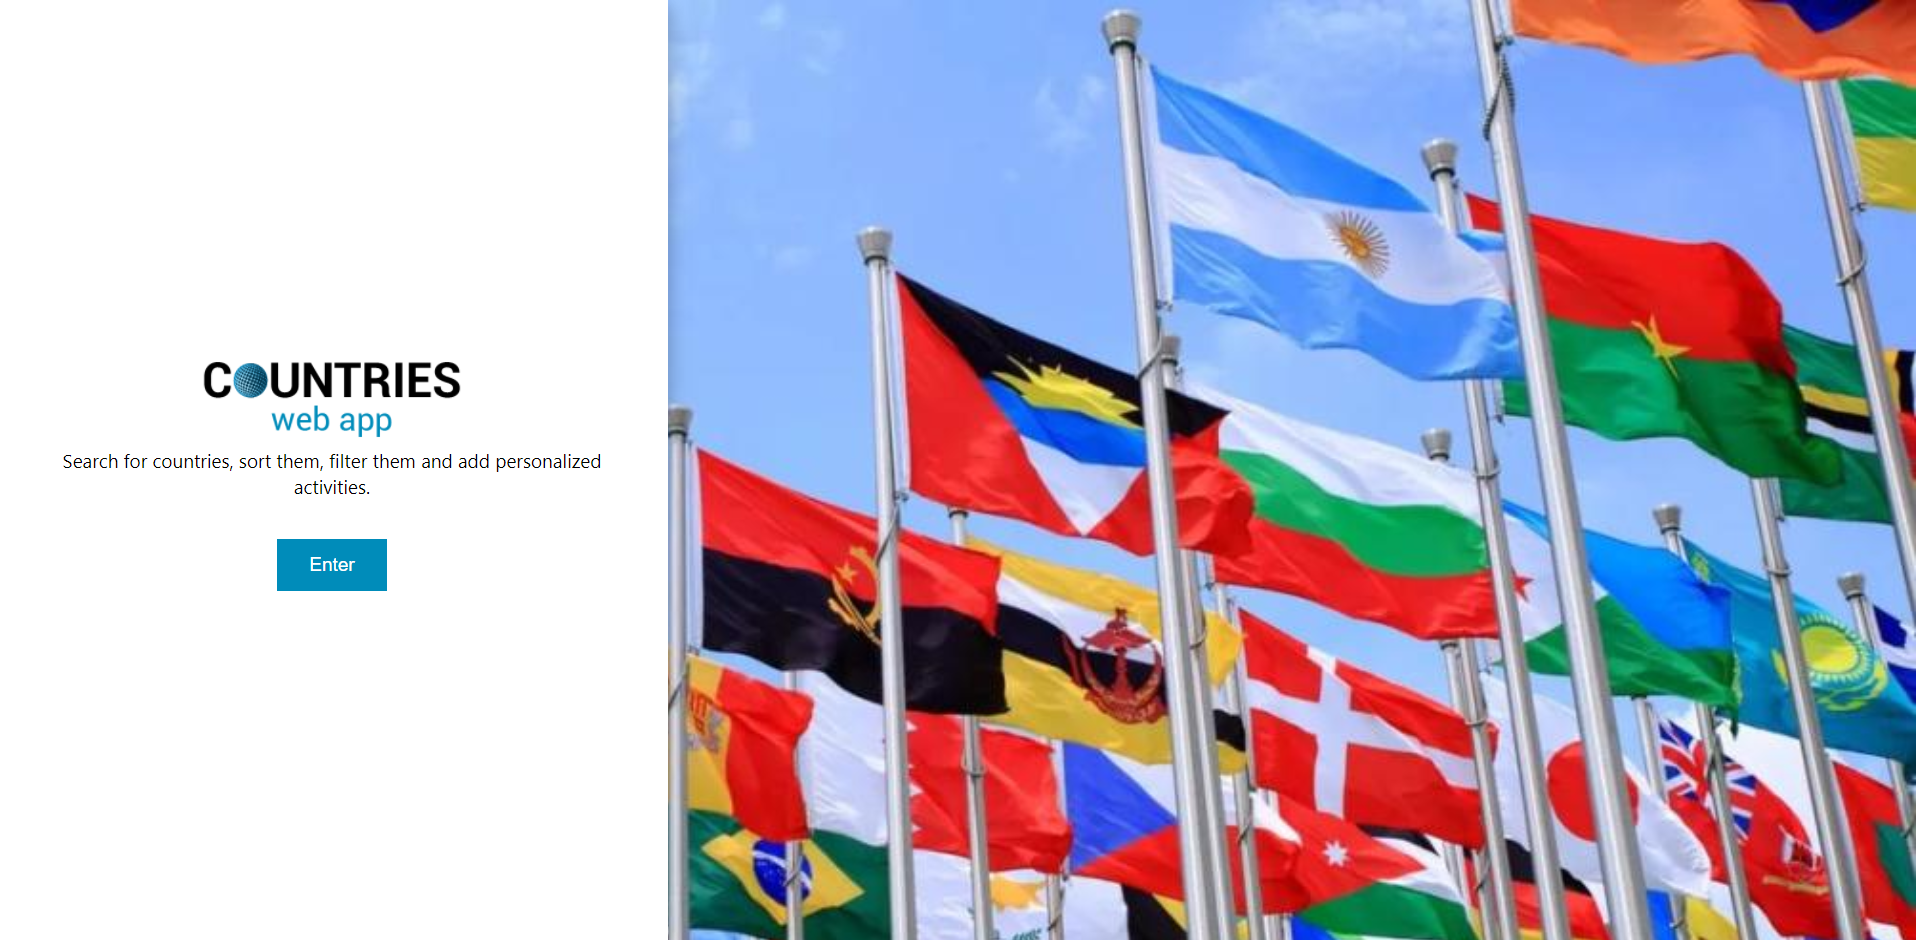 COUNTRIES
web app
Search for countries, sort them, filter them and add personalized
activities.
Enter